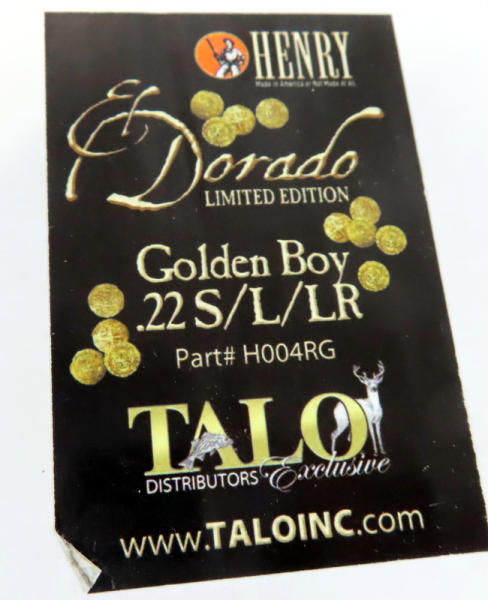 HENRY
Made in America or Not Made At All
El
Dorado
LIMITED EDITION
Golden Boy
.22 S/L/LR
Part# H004RG
TALO
DISTRIBUTORS Exclusive
www.TALOINC.com